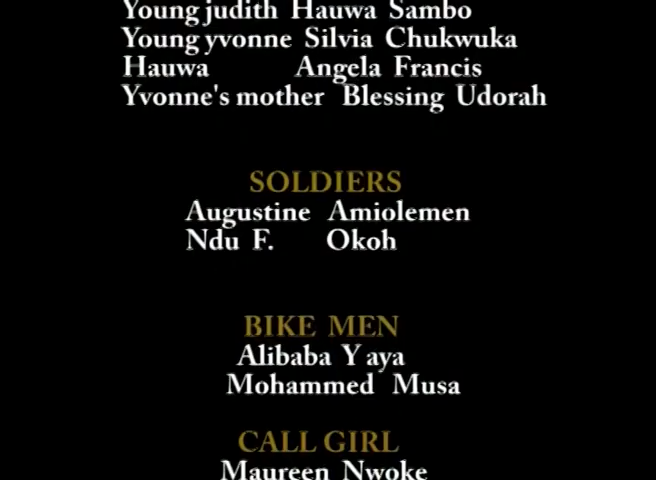 Young judith Hauwa Sambo
Young yvonne Silvia Chukwuka
Hauwa Angela Francis
Yvonne's mother Blessing Udorah
SOLDIERS
Augustine Amiolemen
Ndu F. Okoh
BIKE MEN
Alibaba Yaya
Mohammed Musa
CALL GIRL
Maureen Nwoke